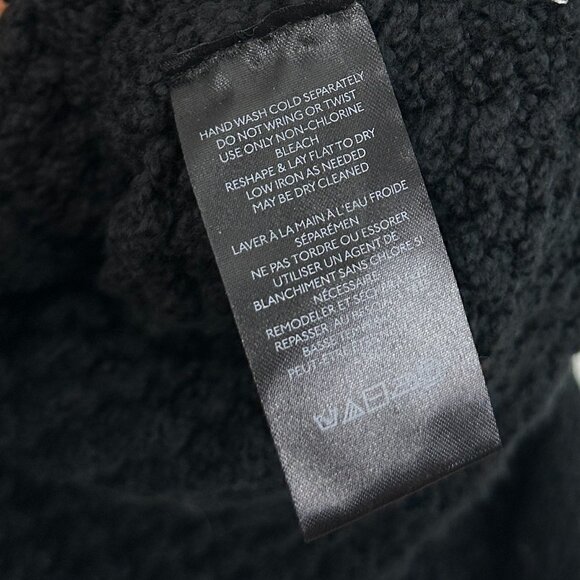 HAND WASH COLD SEPARATELY
DO NOT WRING OR TWIST
USE ONLY NON-CHLORINE
BLEACH
RESHAPE & LAY FLAT TO DRY
LOW IRON AS NEEDED
MAY BE DRY CLEANED
LAVER À LA MAIN À L'EAU FROIDE
SÉPARÉMEN
NE PAS TORDRE OU ESSORER
UTILISER UN AGENT DE
BLANCHIMENT SANS CHLORE SI
NÉCESSAIRE
REMODELER ET
REPASSER AU
BASSE
PEUT ÊTRE